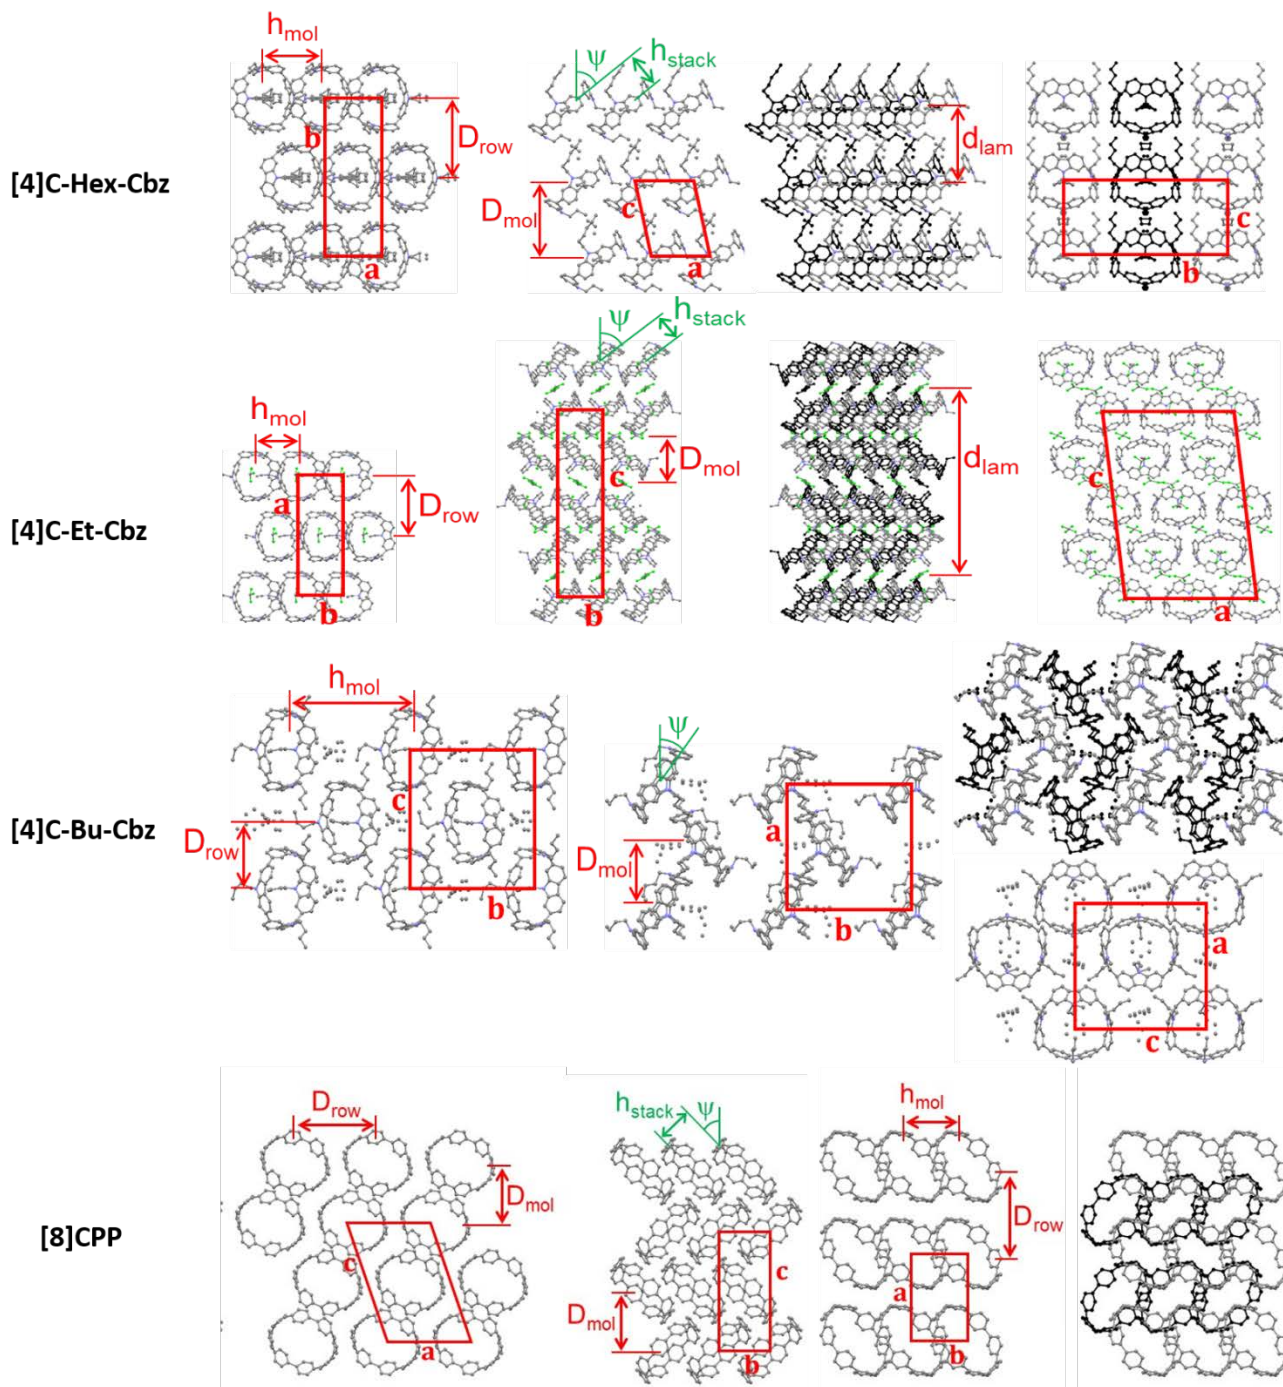 [4]C-Hex-Cbz
h_mol
b
a
D_row
ψ
h_stack
D_mol
c
a
d_lam
c
b
[4]C-Et-Cbz
h_mol
a
b
D_row
ψ
h_stack
c
b
D_mol
d_lam
c
a
[4]C-Bu-Cbz
h_mol
c
b
D_row
ψ
D_mol
a
b
a
c
[8]CPP
D_row
D_mol
c
a
h_stack
ψ
D_mol
c
b
h_mol
D_row
a
b